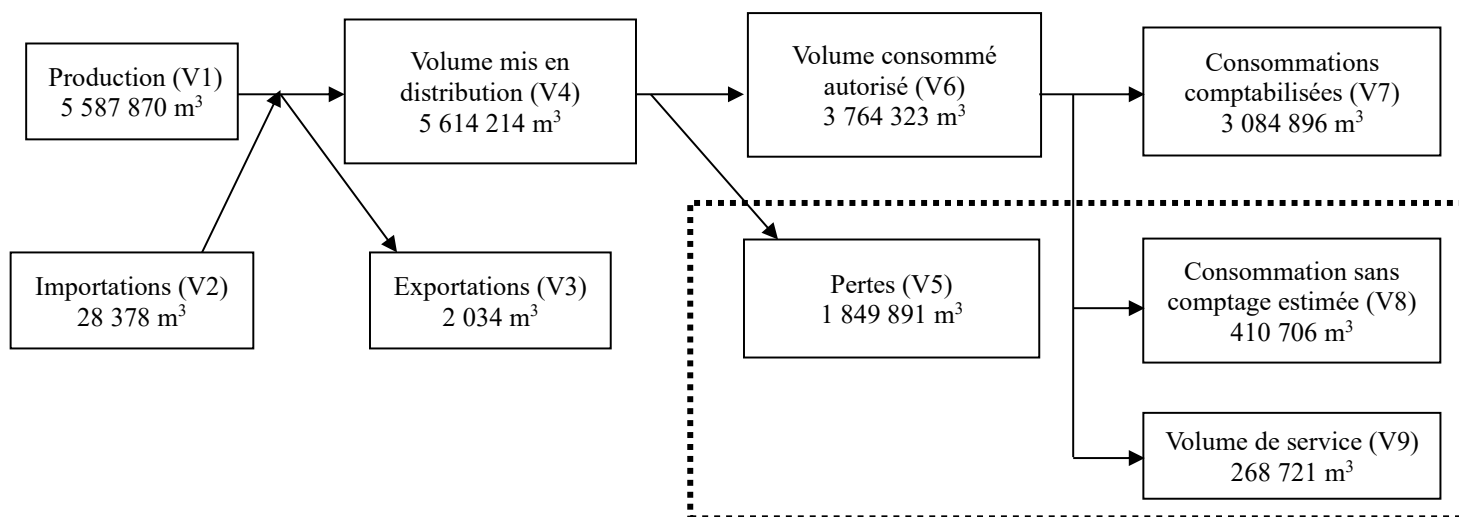 Production (V1)
5 587 870 m³
Volume mis en
distribution (V4)
5 614 214 m³
Volume consommé
autorisé (V6)
3 764 323 m³
Consommations
comptabilisées (V7)
3 084 896 m³
Importations (V2)
28 378 m³
Exportations (V3)
2 034 m³
Pertes (V5)
1 849 891 m³
Consommation sans
comptage estimée (V8)
410 706 m³
Volume de service (V9)
268 721 m³